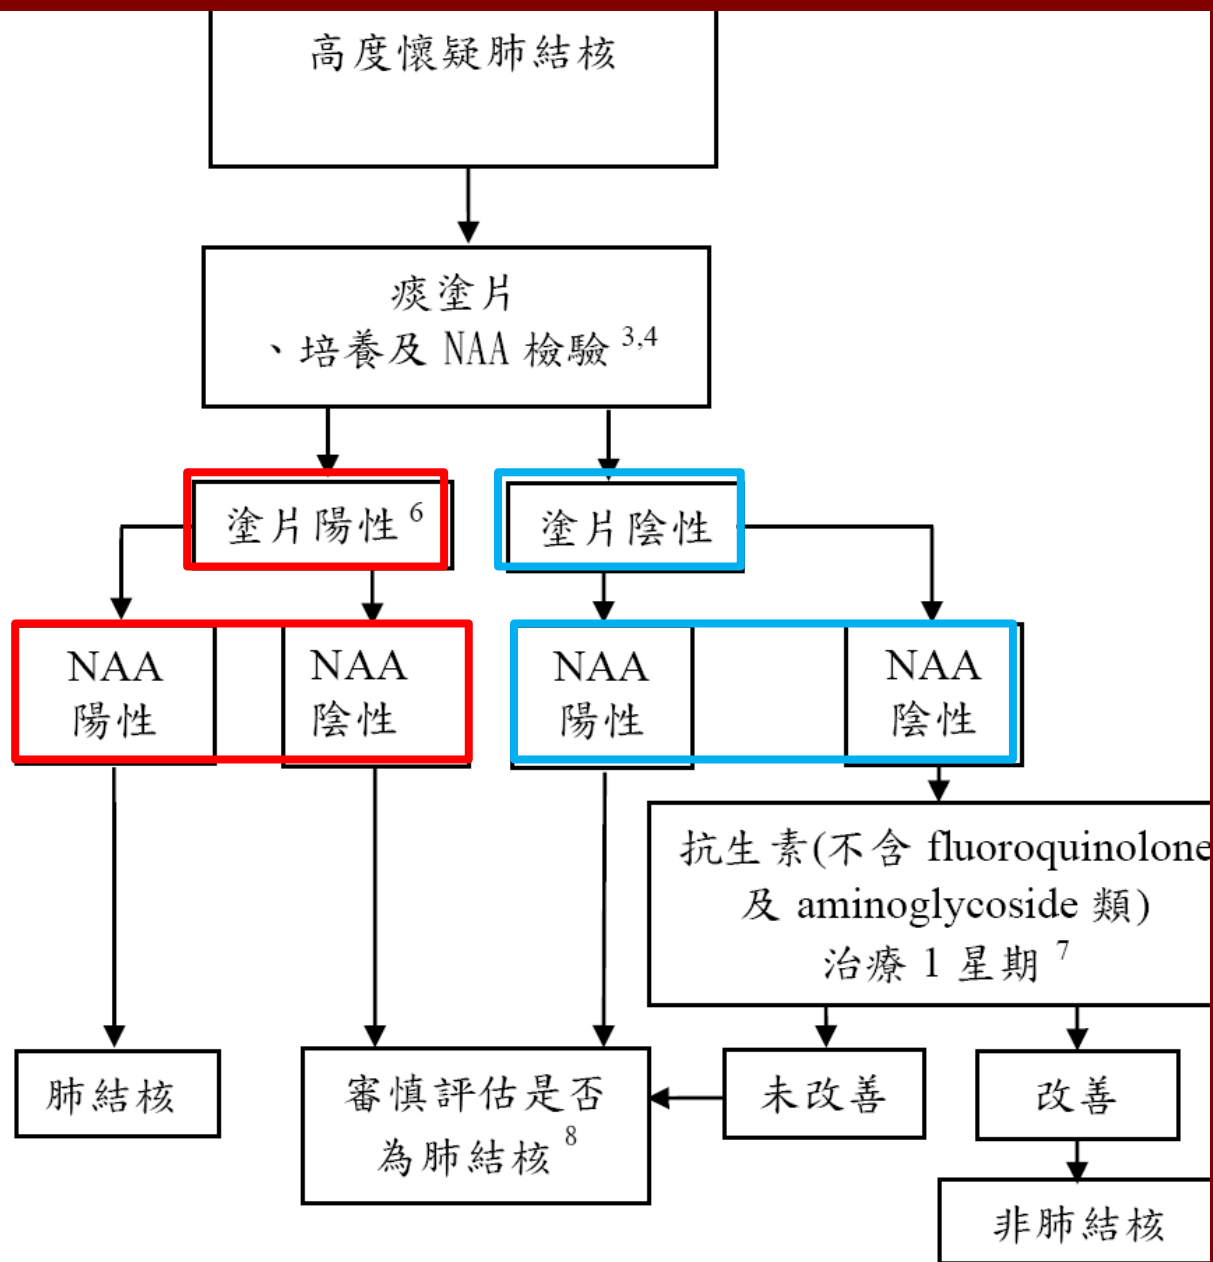 高度懷疑肺結核
痰塗片
、培養及 NAA 檢驗 3,4
塗片陽性 6
塗片陰性
NAA
陽性
NAA
陰性
NAA
陽性
NAA
陰性
抗生素(不含 fluoroquinolone
及 aminoglycoside 類)
治療 1 星期 7
肺結核
審慎評估是否
為肺結核 8
未改善
改善
非肺結核